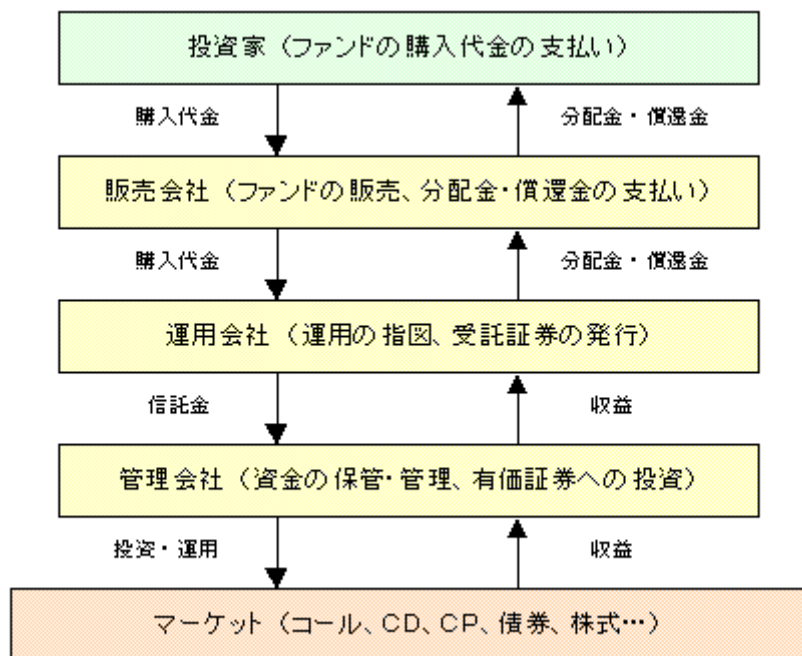 投資家（ファンドの購入代金の支払い）
購入代金
分配金・償還金
販売会社（ファンドの販売、分配金・償還金の支払い）
購入代金
分配金・償還金
運用会社（運用の指図、受託証券の発行）
信託金
収益
管理会社（資金の保管・管理、有価証券への投資）
投資・運用
収益
マーケット（コール、CD、CP、債券、株式…）